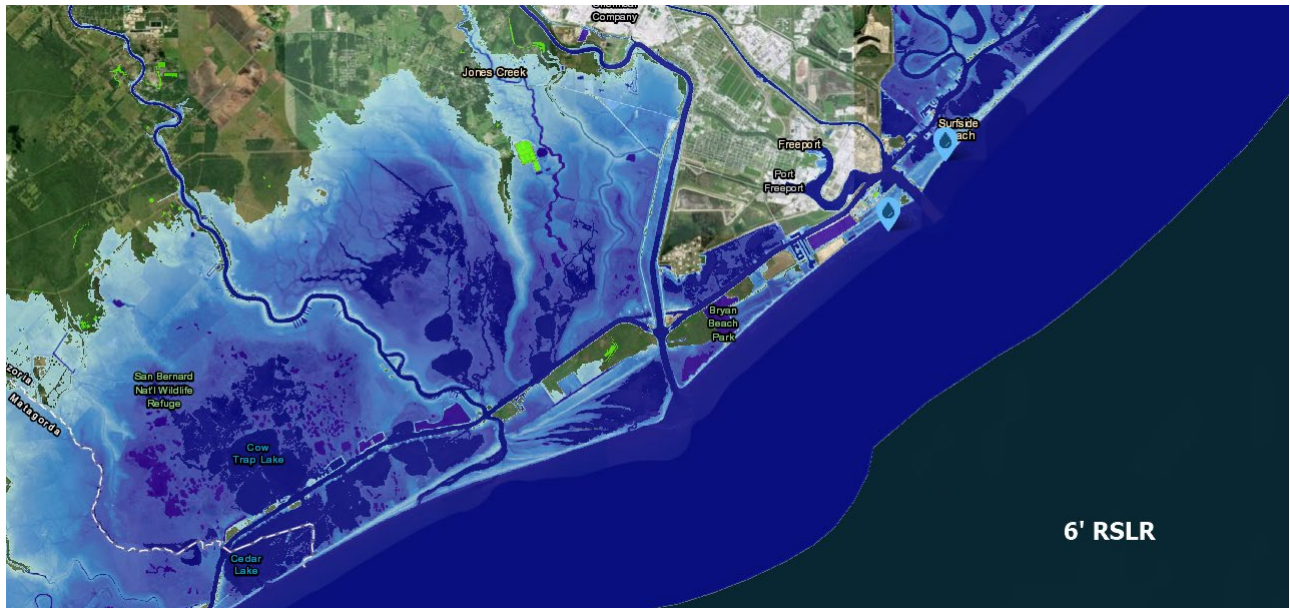 Company
Jones Creek
Surfside
Freeport
Port
Freeport
Bryan
Beach
Park
San Bernard
Nat'l Wildlife
Refuge
Matagorda
Cow
Trap Lake
6' RSLR
Cedar
Lake